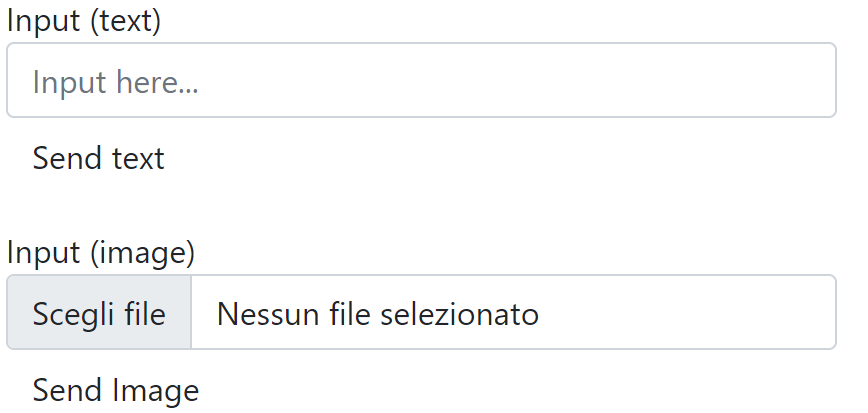 Input (text)
Input here...
Send text
Input (image)
Scegli file Nessun file selezionato
Send Image